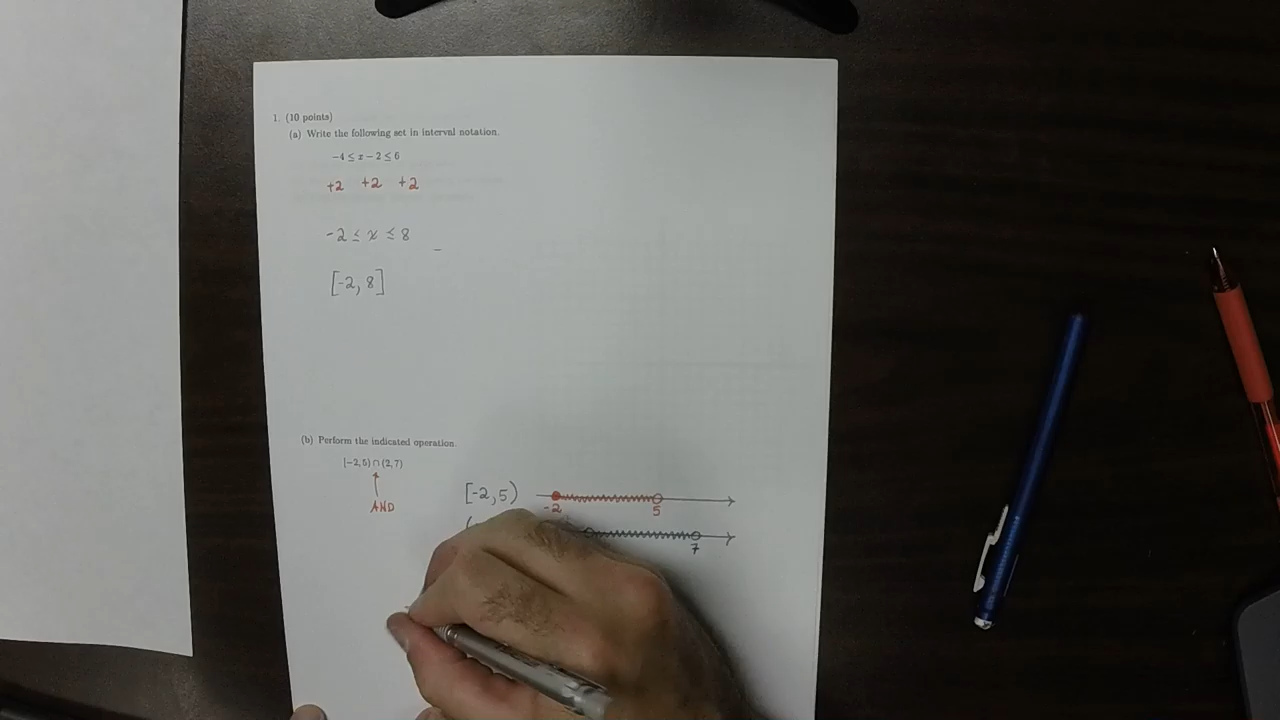 1. (10 points)
(a) Write the following set in interval notation.
−4 ≤ x − 2 ≤ 6
+2 +2 +2
-2 ≤ x ≤ 8
[-2, 8]
(b) Perform the indicated operation.
[−2, 5) ∩ (2, 7)
AND
[-2, 5)
-2 5
(
7